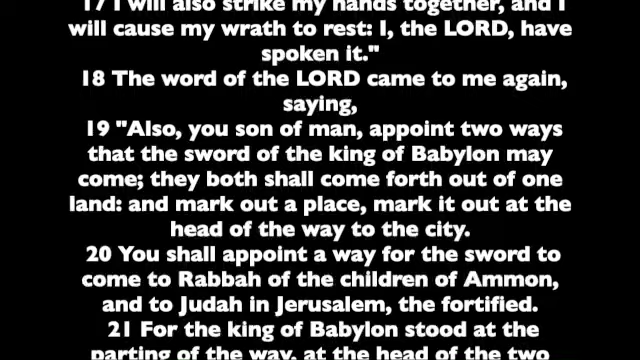 17 I will also strike my hands together, and I
will cause my wrath to rest: I, the LORD, have
spoken it."
18 The word of the LORD came to me again,
saying,
19 "Also, you son of man, appoint two ways
that the sword of the king of Babylon may
come; they both shall come forth out of one
land: and mark out a place, mark it out at the
head of the way to the city.
20 You shall appoint a way for the sword to
come to Rabbah of the children of Ammon,
and to Judah in Jerusalem, the fortified.
21 For the king of Babylon stood at the
parting of the way, at the head of the two